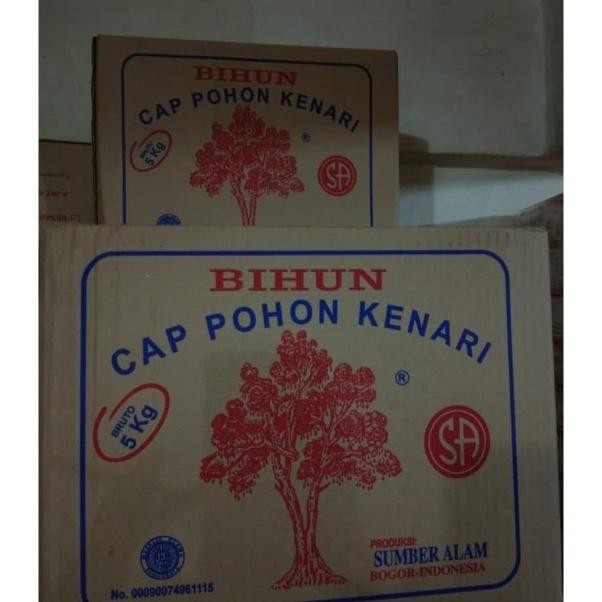 BIHUN
CAP POHON KENARI
BRUTO
5 Kg
®
SA
BIHUN
CAP POHON KENARI
BRUTO
5 Kg
®
SA
PRODUKSI:
SUMBER ALAM
BOGOR-INDONESIA
No. 00090074961115